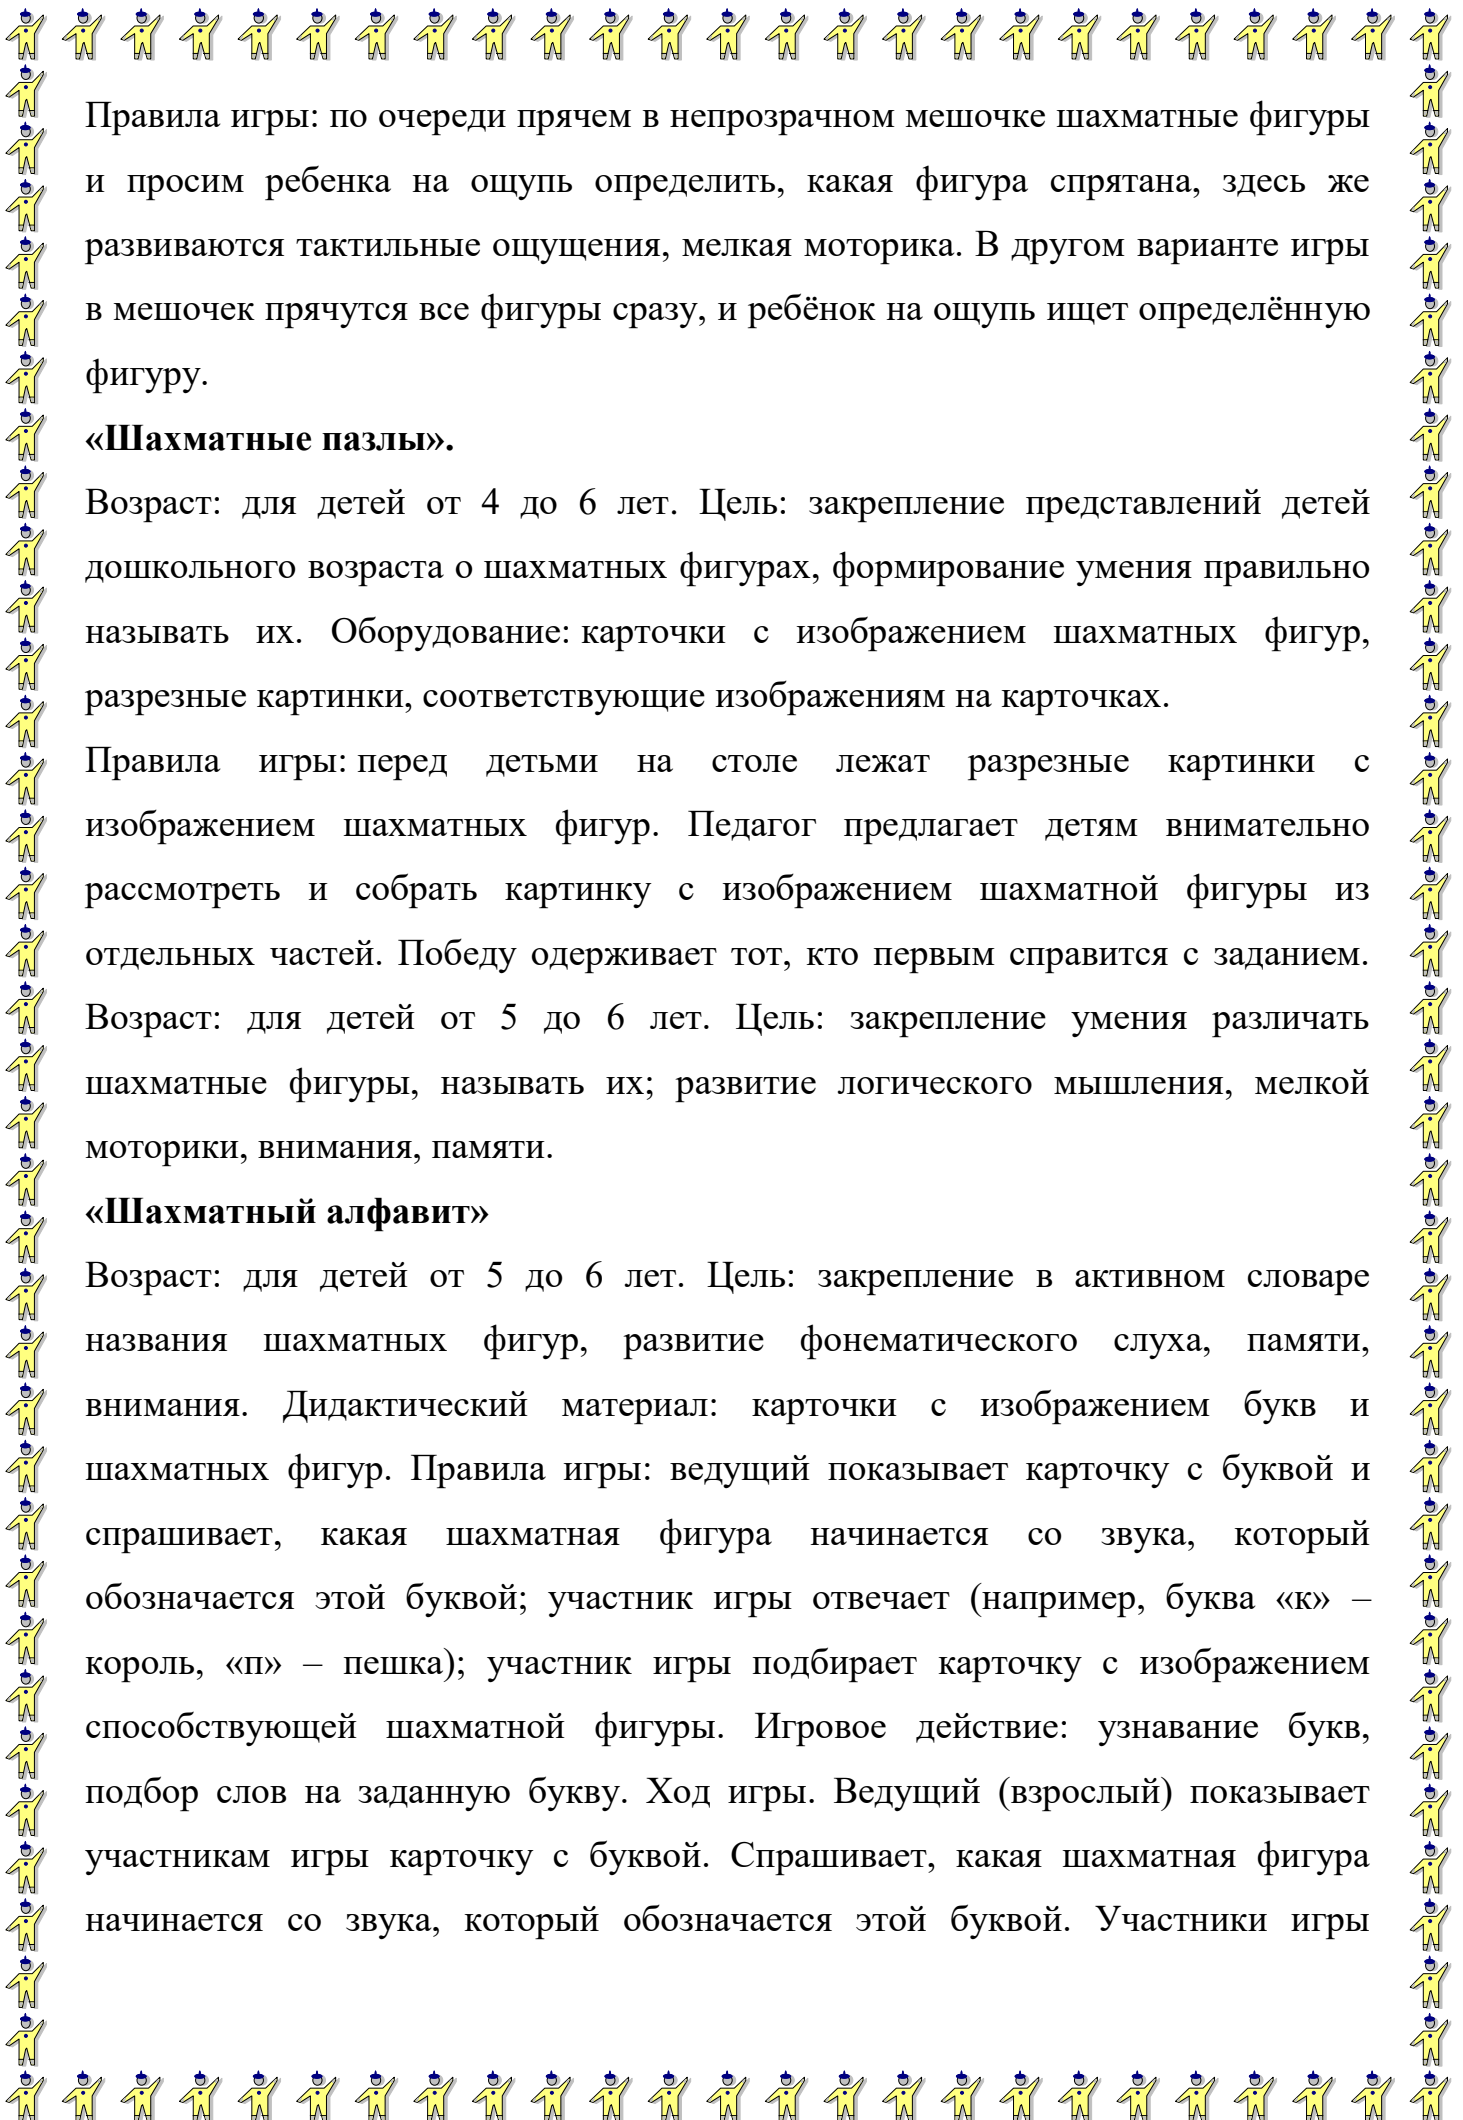 Правила игры: по очереди прячем в непрозрачном мешочке шахматные фигуры
и просим ребенка на ощупь определить, какая фигура спрятана, здесь же
развиваются тактильные ощущения, мелкая моторика. В другом варианте игры
в мешочек прячутся все фигуры сразу, и ребёнок на ощупь ищет определённую
фигуру.
«Шахматные пазлы».
Возраст: для детей от 4 до 6 лет. Цель: закрепление представлений детей
дошкольного возраста о шахматных фигурах, формирование умения правильно
называть их. Оборудование: карточки с изображением шахматных фигур,
разрезные картинки, соответствующие изображениям на карточках.
Правила игры: перед детьми на столе лежат разрезные картинки с
изображением шахматных фигур. Педагог предлагает детям внимательно
рассмотреть и собрать картинку с изображением шахматной фигуры из
отдельных частей. Победу одерживает тот, кто первым справится с заданием.
Возраст: для детей от 5 до 6 лет. Цель: закрепление умения различать
шахматные фигуры, называть их; развитие логического мышления, мелкой
моторики, внимания, памяти.
«Шахматный алфавит»
Возраст: для детей от 5 до 6 лет. Цель: закрепление в активном словаре
названия шахматных фигур, развитие фонематического слуха, памяти,
внимания. Дидактический материал: карточки с изображением букв и
шахматных фигур. Правила игры: ведущий показывает карточку с буквой и
спрашивает, какая шахматная фигура начинается со звука, который
обозначается этой буквой; участник игры отвечает (например, буква «к» –
король, «п» – пешка); участник игры подбирает карточку с изображением
способствующей шахматной фигуры. Игровое действие: узнавание букв,
подбор слов на заданную букву. Ход игры. Ведущий (взрослый) показывает
участникам игры карточку с буквой. Спрашивает, какая шахматная фигура
начинается со звука, который обозначается этой буквой. Участники игры